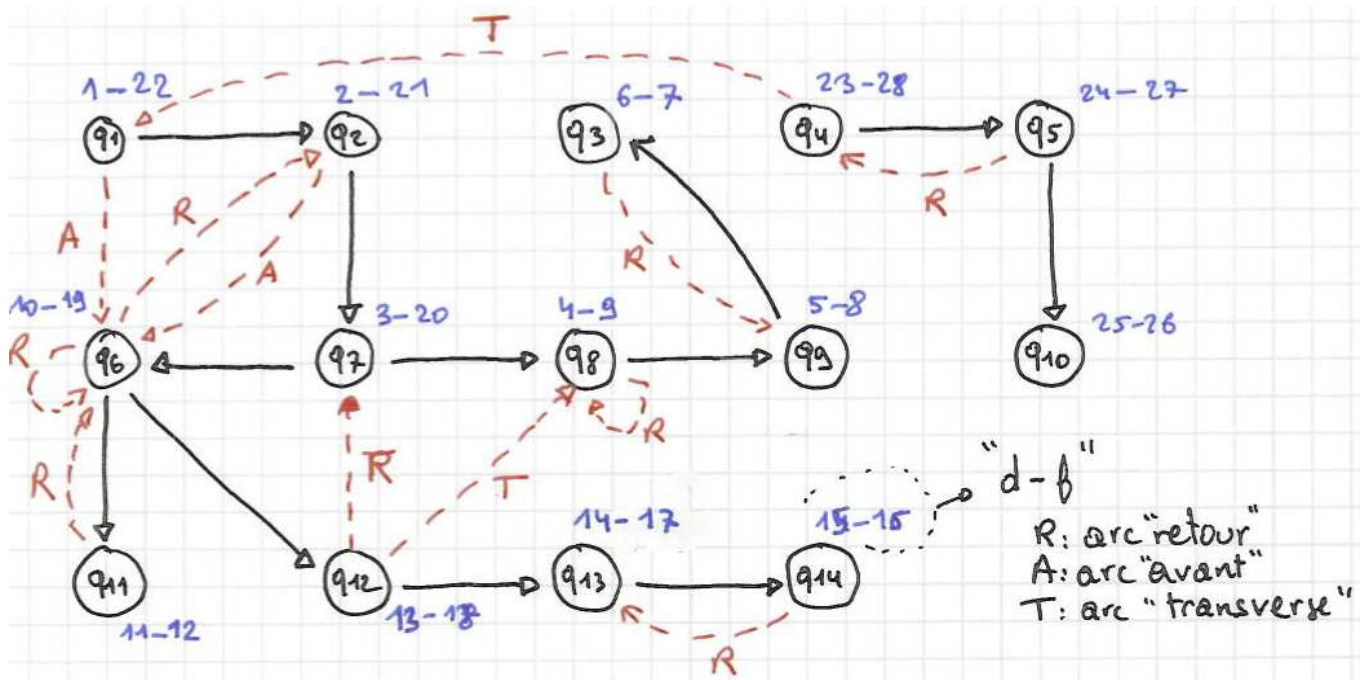 T
1-22 2-21 6-7 23-28 24-27
q1 q2 q3 q4 q5
R
R
A
A
R
10-19 3-20 4-9 5-8 25-26
R q6 q7 q8 q9 q10
R
R
R
T
14-17 "d-f"
q11 q12 q13 q14
11-12 13-18
R
R: arc "retour"
A: arc "avant"
T: arc "transverse"